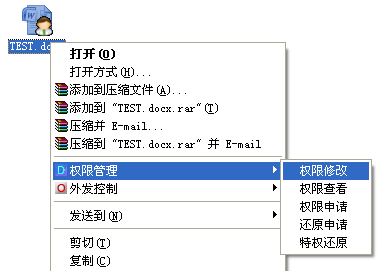 TEST.do
打开(O)
打开方式(H)...
添加到压缩文件(A)...
添加到 "TEST.docx.rar"(T)
压缩并 E-mail...
压缩到 "TEST.docx.rar" 并 E-mail
权限管理
外发控制
发送到(N)
剪切(T)
复制(C)
权限修改
权限查看
权限申请
还原申请
特权还原